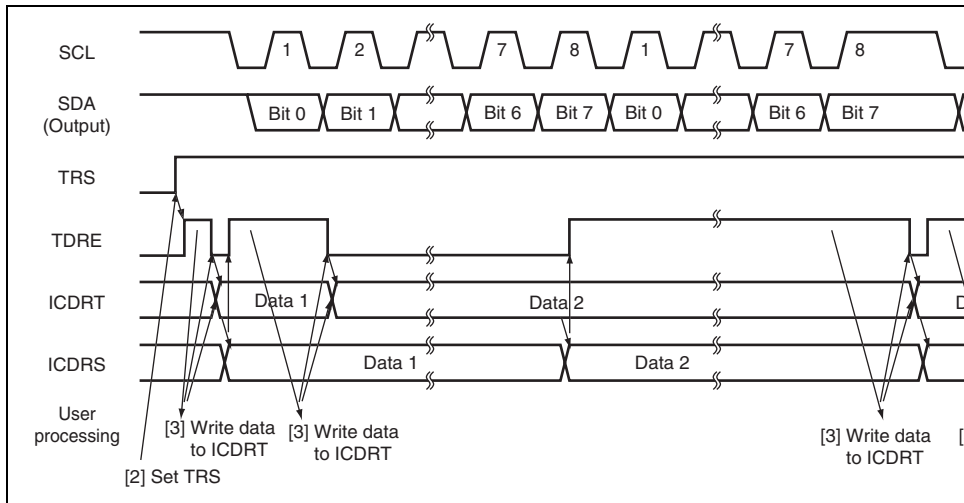 SCL 1 2 7 8 1 7 8
SDA
(Output)
Bit 0 Bit 1 Bit 6 Bit 7 Bit 0 Bit 6 Bit 7
TRS
TDRE
ICDRT Data 1 Data 2 D
ICDRS Data 1 Data 2
User
processing
[3] Write data
to ICDRT
[3] Write data
to ICDRT
[3] Write data
to ICDRT
[
[2] Set TRS